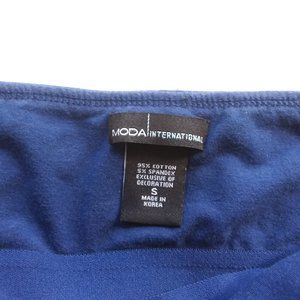 MODA INTERNATIONAL
95% COTTON
5% SPANDEX
EXCLUSIVE OF
DECORATION
S
MADE IN
KOREA